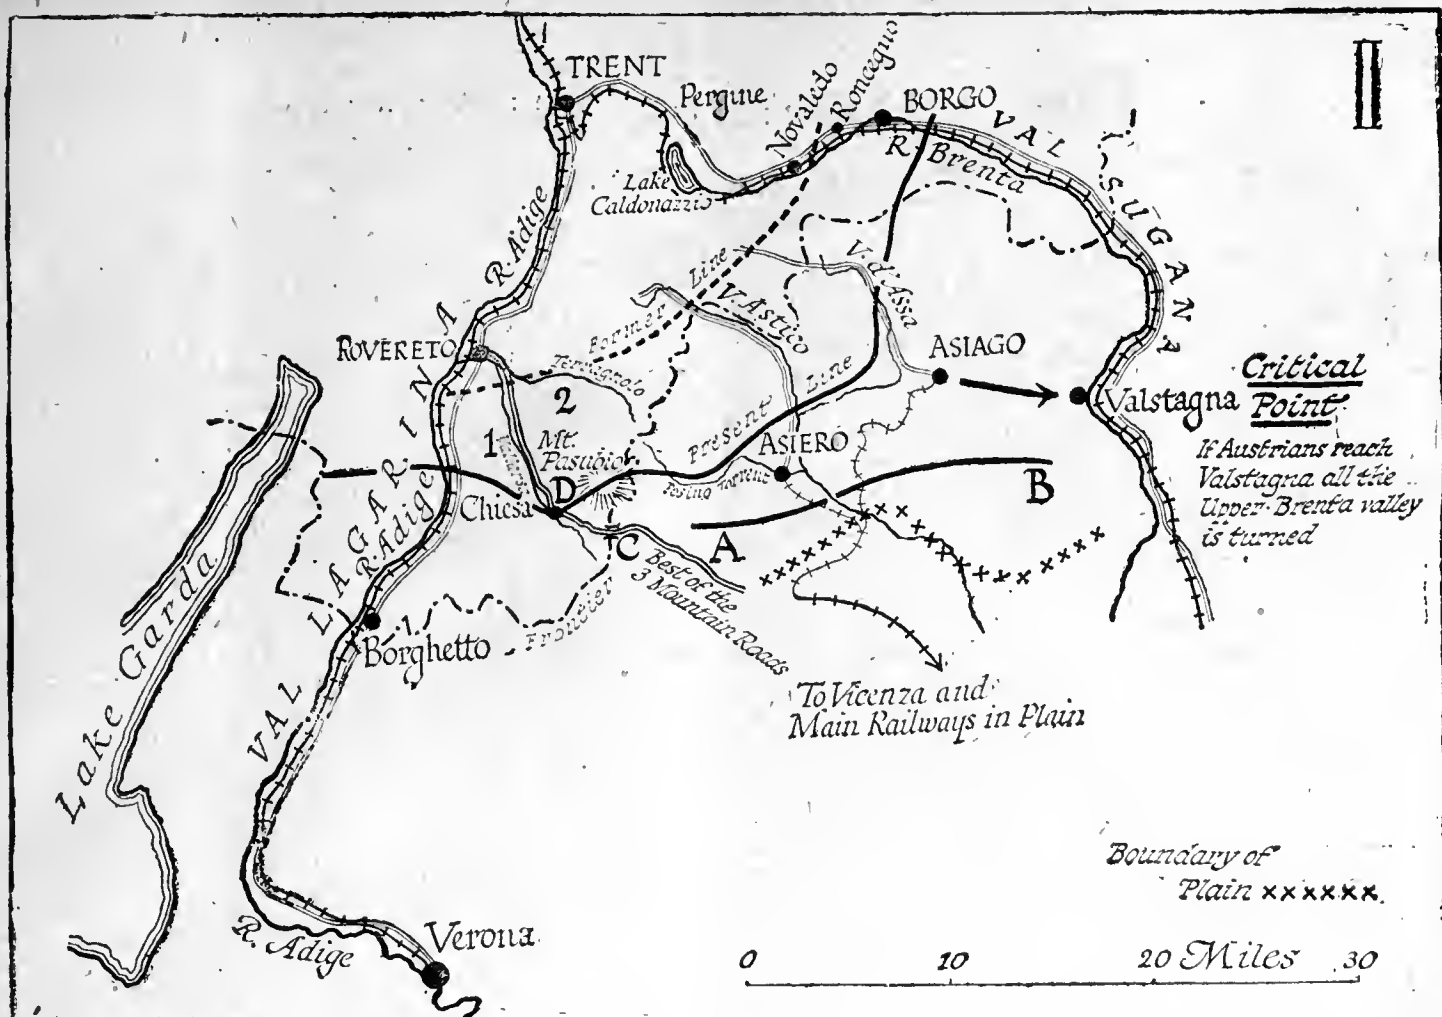 II
TRENT
Pergine
Novaledo
Roncegno
BORGO
VAL SUGANA
R. Brenta
Lake
Caldonazzio
R. Adige
Former Line
V. d'Assa
V. Astico
ROVERETO
Terragnolo
ASIAGO
Critical
Point
Valstagna
If Austrians reach
Valstagna all the
Upper Brenta valley
is turned
2
1
Mt.
Pasubio
Present Line
ASIERO
Posina Torrent
VAL LAGARINA
R. Adige
Chiesa
D
C
A
B
Best of the
3 Mountain Roads
Frontier
Lake Garda
Borghetto
To Vicenza and
Main Railways in Plain
Boundary of
Plain xxxxxx.
R. Adige
Verona
0 10 20 Miles 30